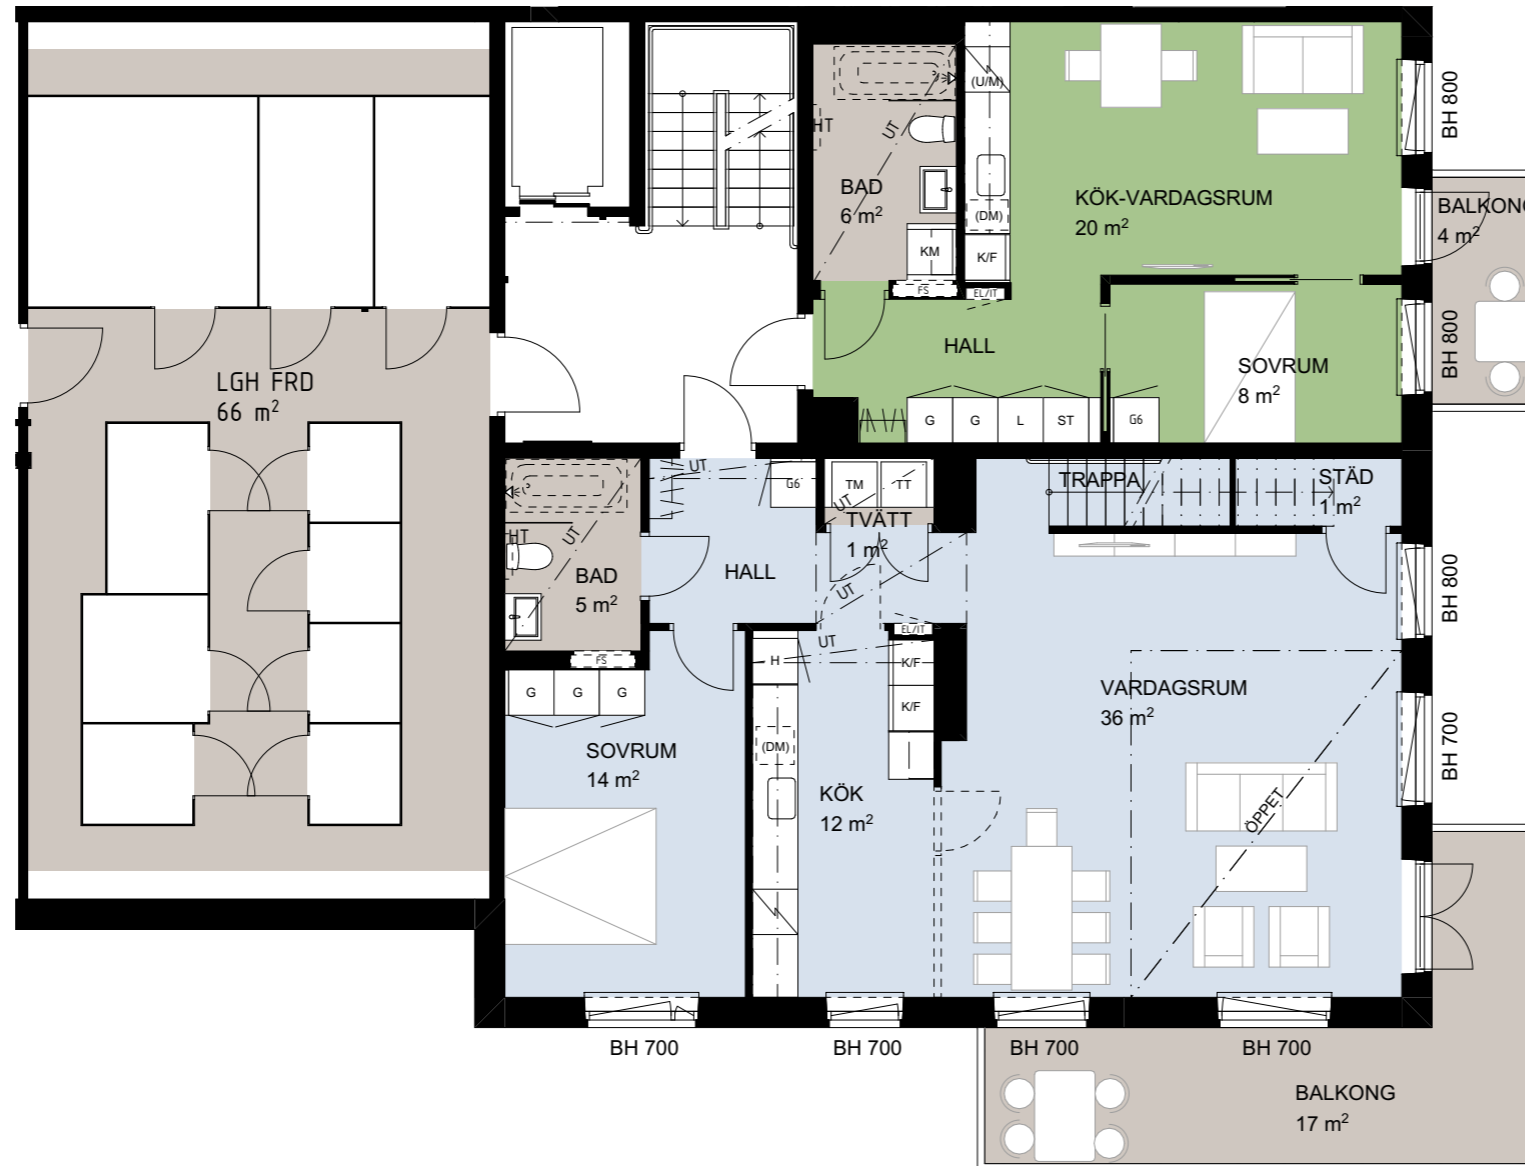 (U/M)
BH 800
HT
UT
BAD
6 m²
KÖK-VARDAGSRUM
20 m²
(DM)
BALKONG
4 m²
KM
K/F
FS
EL/IT
HALL
BH 800
SOVRUM
8 m²
LGH FRD
66 m²
G
G
L
ST
G6
UT
G6
TM
TT
UT
TRAPPA
STÄD
1 m²
TVÄTT
1 m²
HT
UT
BAD
5 m²
HALL
UT
BH 800
EL/IT
UT
FS
H
K/F
G
G
G
K/F
VARDAGSRUM
36 m²
SOVRUM
14 m²
(DM)
BH 700
KÖK
12 m²
ÖPPET
BH 700
BH 700
BH 700
BH 700
BALKONG
17 m²